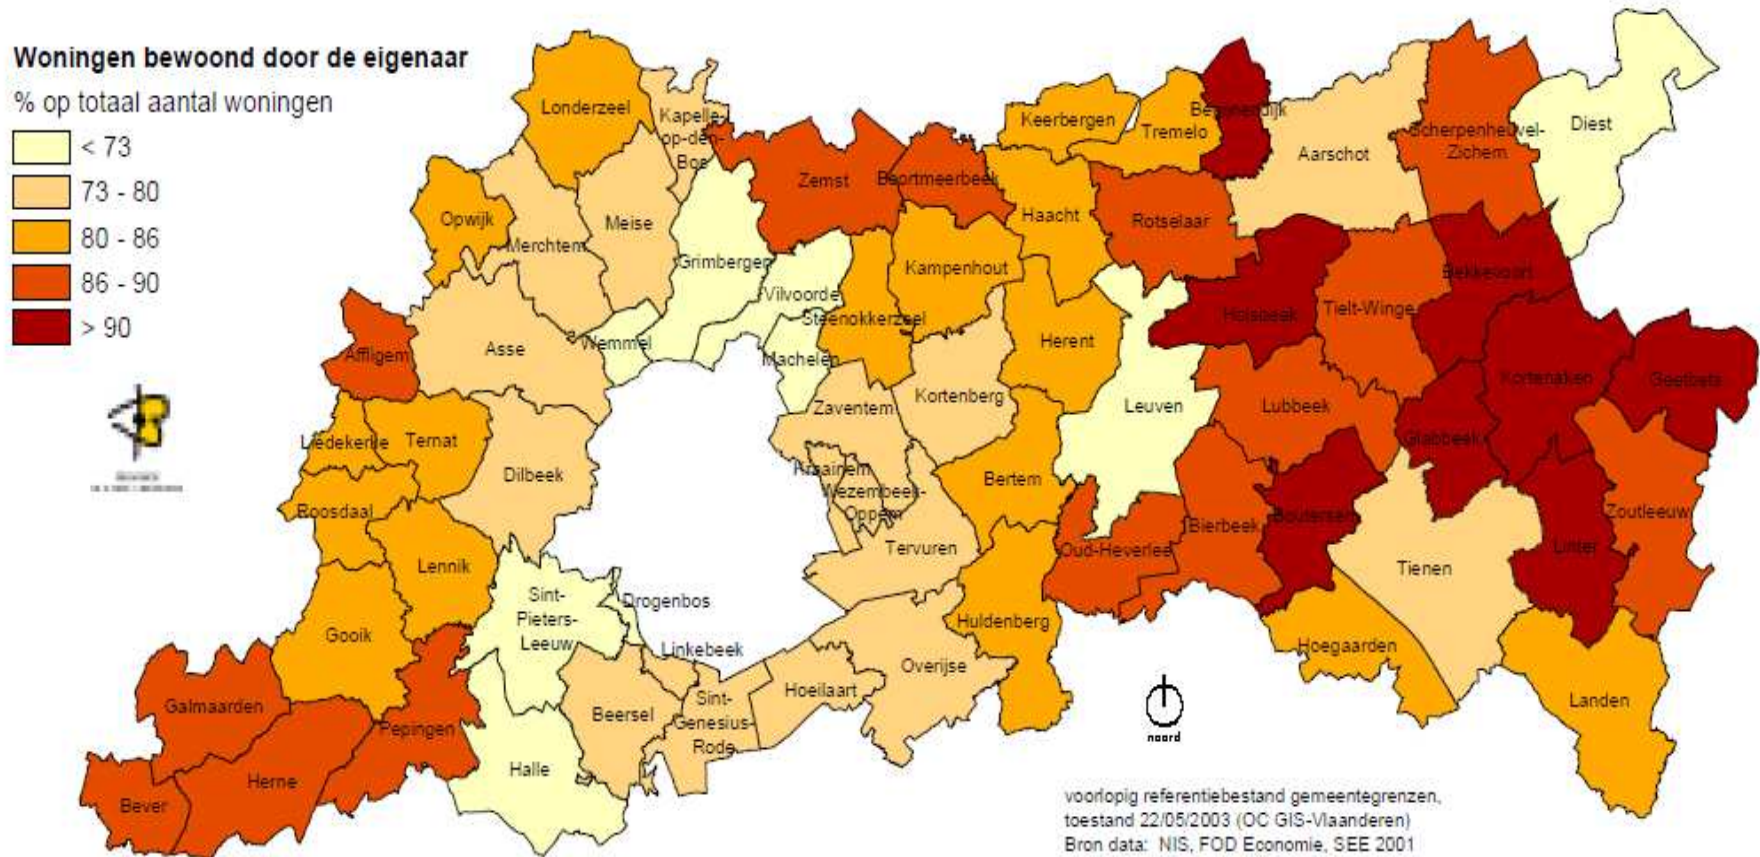 Woningen bewoond door de eigenaar
% op totaal aantal woningen
< 73
73 - 80
80 - 86
86 - 90
> 90
Londerzeel
Kapelle-
op-den-
Bos
Keerbergen
Tremelo
Begijnendijk
Aarschot
Scherpenheuvel-
Zichem
Diest
Opwijk
Merchtem
Meise
Zemst
Boortmeerbeek
Haacht
Rotselaar
Grimbergen
Vilvoorde
Kampenhout
Steenokkerzeel
Holsbeek
Tielt-Winge
Bekkevoort
Affligem
Asse
Wemmel
Machelen
Herent
Kortenberg
Zaventem
Leuven
Lubbeek
Kortenaken
Geetbets
Glabbeek
Liedekerke
Ternat
Dilbeek
Kraainem
Wezembeek-
Oppem
Bertem
Roosdaal
Bierbeek
Boutersem
Zoutleeuw
Linter
Lennik
Tervuren
Oud-Heverlee
Tienen
Sint-
Pieters-
Leeuw
Drogenbos
Linkebeek
Gooik
Huldenberg
Hoegaarden
Overijse
Hoeilaart
Landen
Galmaarden
Pepingen
Beersel
Sint-
Genesius-
Rode
Halle
Herne
Bever
noord
voorlopig referentiebestand gemeentegrenzen,
toestand 22/05/2003 (OC GIS-Vlaanderen)
Bron data: NIS, FOD Economie, SEE 2001